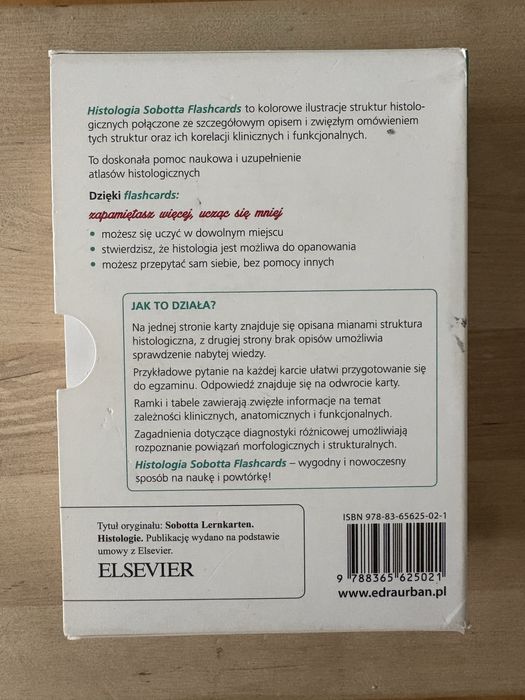 Histologia Sobotta Flashcards to kolorowe ilustracje struktur histolo-
gicznych połączone ze szczegółowym opisem i zwięzłym omówieniem
tych struktur oraz ich korelacji klinicznych i funkcjonalnych.
To doskonała pomoc naukowa i uzupełnienie
atlasów histologicznych
Dzięki flashcards:
zapamiętasz więcej, ucząc się mniej
• możesz się uczyć w dowolnym miejscu
• stwierdzisz, że histologia jest możliwa do opanowania
• możesz przepytać sam siebie, bez pomocy innych
JAK TO DZIAŁA?
Na jednej stronie karty znajduje się opisana mianami struktura
histologiczna, z drugiej strony brak opisów umożliwia
sprawdzenie nabytej wiedzy.
Przykładowe pytanie na każdej karcie ułatwi przygotowanie się
do egzaminu. Odpowiedź znajduje się na odwrocie karty.
Ramki i tabele zawierają zwięzłe informacje na temat
zależności klinicznych, anatomicznych i funkcjonalnych.
Zagadnienia dotyczące diagnostyki różnicowej umożliwiają
rozpoznanie powiązań morfologicznych i strukturalnych.
Histologia Sobotta Flashcards – wygodny i nowoczesny
sposób na naukę i powtórkę!
Tytuł oryginału: Sobotta Lernkarten.
Histologie. Publikację wydano na podstawie
umowy z Elsevier.
ELSEVIER
ISBN 978-83-65625-02-1
9 788365 625021
www.edraurban.pl